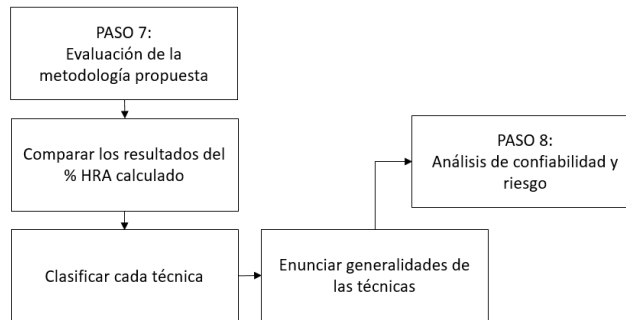 PASO 7:
Evaluación de la
metodología propuesta
Comparar los resultados del
% HRA calculado
Clasificar cada técnica
Enunciar generalidades de
las técnicas
PASO 8:
Análisis de confiabilidad y
riesgo